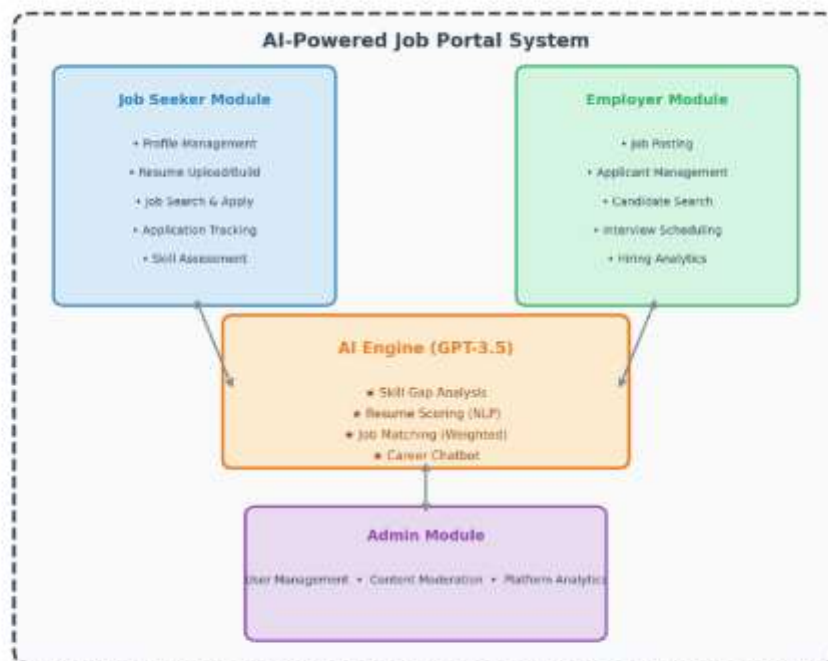 AI-Powered Job Portal System
Job Seeker Module
• Profile Management
• Resume Upload/Build
• Job Search & Apply
• Application Tracking
• Skill Assessment
Employer Module
• Job Posting
• Applicant Management
• Candidate Search
• Interview Scheduling
• Hiring Analytics
AI Engine (GPT-3.5)
★ Skill Gap Analysis
★ Resume Scoring (NLP)
★ Job Matching (Weighted)
★ Career Chatbot
Admin Module
User Management • Content Moderation • Platform Analytics